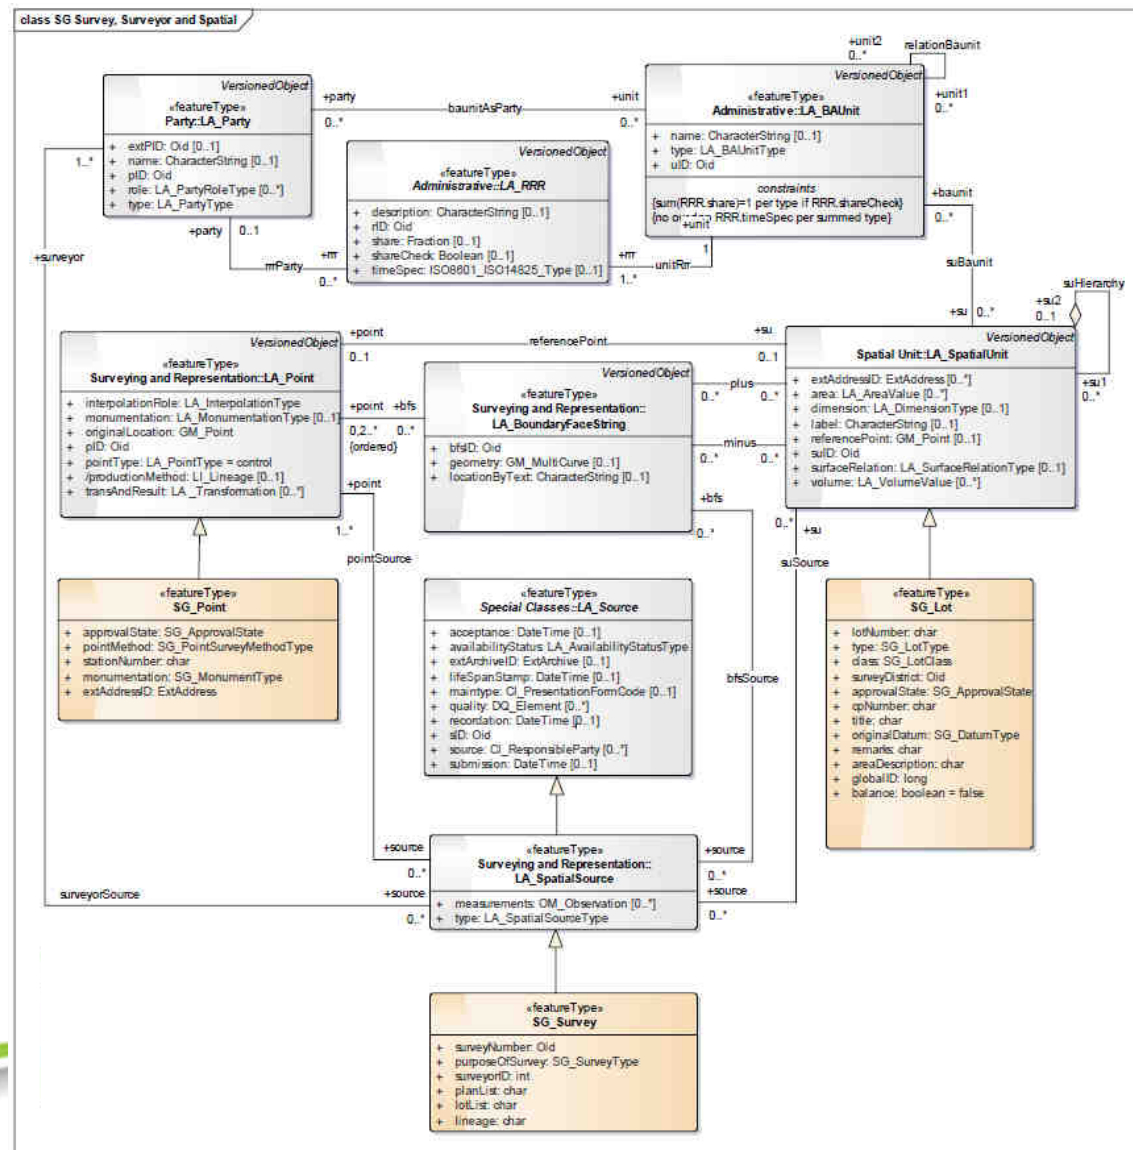 class SG Survey, Surveyor and Spatial
+unit2
0..*
relationBaunit
+unit1
0..*
VersionedObject
«featureType»
Party::LA_Party
+ extPID: Oid [0..1]
+ name: CharacterString [0..1]
+ pID: Oid
+ role: LA_PartyRoleType [0..*]
+ type: LA_PartyType
+party
0..*
baunitAsParty
+unit
0..*
VersionedObject
«featureType»
Administrative::LA_BAUnit
+ name: CharacterString [0..1]
+ type: LA_BAUnitType
+ uID: Oid
constraints
{sum(RRR.share)=1 per type if RRR.shareCheck}
{no RRR.timeSpec per summed type}
1..*
+surveyor
VersionedObject
«featureType»
Administrative::LA_RRR
+ description: CharacterString [0..1]
+ rID: Oid
+ share: Fraction [0..1]
+ shareCheck: Boolean [0..1]
+ timeSpec: ISO8601_ISO14825_Type [0..1]
+party
0..1
rrrParty
+rrr
0..*
+unit
1
+rrr
1..*
unitRrr
+baunit
0..*
suBaunit
+su
0..*
suHierarchy
+su2
0..1
+su1
0..*
VersionedObject
«featureType»
Surveying and Representation::LA_Point
+ interpolationRole: LA_InterpolationType
+ monumentation: LA_MonumentationType [0..1]
+ originalLocation: GM_Point
+ pID: Oid
+ pointType: LA_PointType = control
+ /productionMethod: LI_Lineage [0..1]
+ transAndResult: LA_Transformation [0..*]
+point
0..1
referencePoint
+su
0..1
+point
0,2..*
{ordered}
+bfs
0..*
VersionedObject
«featureType»
Surveying and Representation::
LA_BoundaryFaceString
+ bfsID: Oid
+ geometry: GM_MultiCurve [0..1]
+ locationByText: CharacterString [0..1]
plus
0..*
0..*
minus
0..*
0..*
VersionedObject
«featureType»
Spatial Unit::LA_SpatialUnit
+ extAddressID: ExtAddress [0..*]
+ area: LA_AreaValue [0..*]
+ dimension: LA_DimensionType [0..1]
+ label: CharacterString [0..1]
+ referencePoint: GM_Point [0..1]
+ suID: Oid
+ surfaceRelation: LA_SurfaceRelationType [0..1]
+ volume: LA_VolumeValue [0..*]
+point
1..*
pointSource
+bfs
0..*
bfsSource
0..*
+su
suSource
«featureType»
SG_Point
+ approvalState: SG_ApprovalState
+ pointMethod: SG_PointSurveyMethodType
+ stationNumber: char
+ monumentation: SG_MonumentType
+ extAddressID: ExtAddress
«featureType»
Special Classes::LA_Source
+ acceptance: DateTime [0..1]
+ availabilityStatus: LA_AvailabilityStatusType
+ extArchiveID: ExtArchive [0..1]
+ lifeSpanStamp: DateTime [0..1]
+ maintype: CI_PresentationFormCode [0..1]
+ quality: DQ_Element [0..*]
+ recordation: DateTime [0..1]
+ sID: Oid
+ source: CI_ResponsibleParty [0..*]
+ submission: DateTime [0..1]
«featureType»
SG_Lot
+ lotNumber: char
+ type: SG_LotType
+ class: SG_LotClass
+ surveyDistrict: Oid
+ approvalState: SG_ApprovalState
+ cpNumber: char
+ title: char
+ originalDatum: SG_DatumType
+ remarks: char
+ areaDescription: char
+ globalID: long
+ balance: boolean = false
+source
0..*
surveyorSource
+source
0..*
«featureType»
Surveying and Representation::
LA_SpatialSource
+ measurements: OM_Observation [0..*]
+ type: LA_SpatialSourceType
+source
0..*
+source
0..*
«featureType»
SG_Survey
+ surveyNumber: Oid
+ purposeOfSurvey: SG_SurveyType
+ surveyorID: int
+ planList: char
+ lotList: char
+ lineage: char